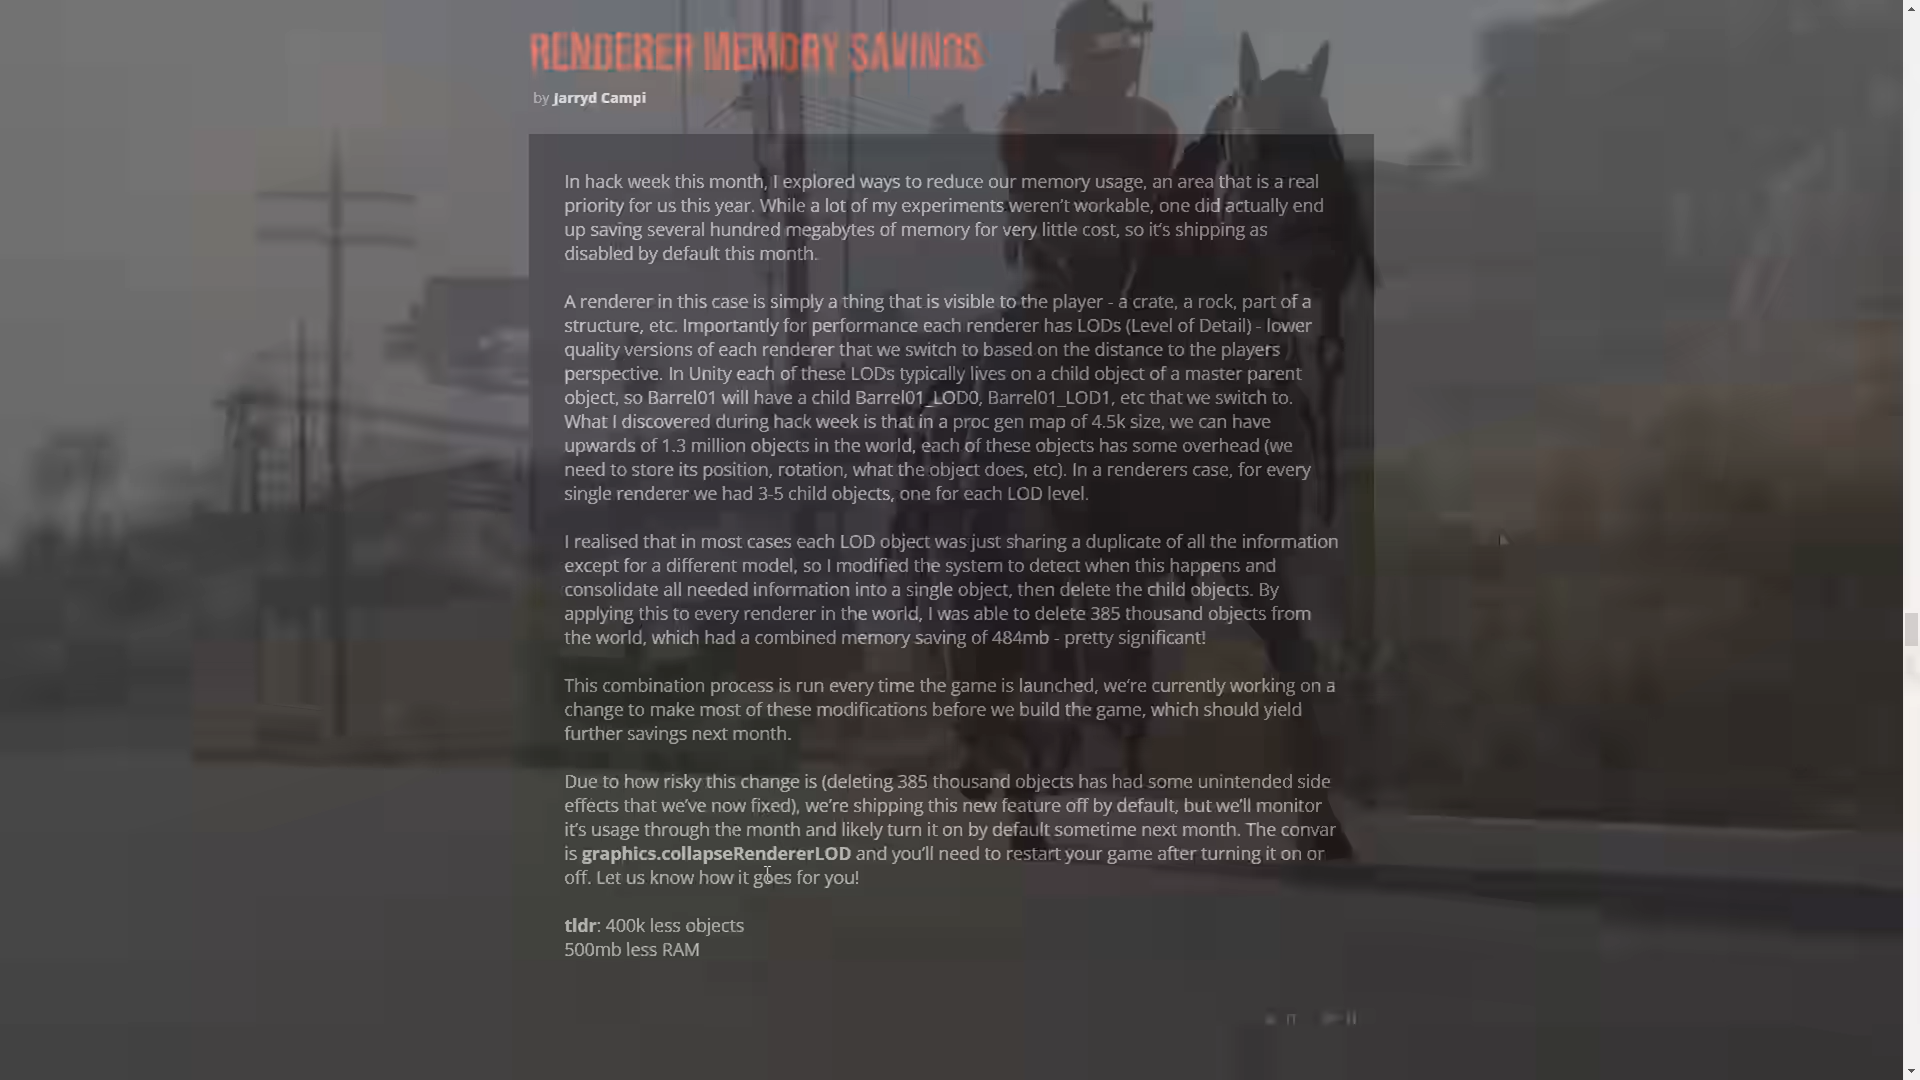 RENDERER MEMORY SAVINGS
by Jarryd Campi
In hack week this month, I explored ways to reduce our memory usage, an area that is a real
priority for us this year. While a lot of my experiments weren't workable, one did actually end
up saving several hundred megabytes of memory for very little cost, so it's shipping as
disabled by default this month.
A renderer in this case is simply a thing that is visible to the player - a crate, a rock, part of a
structure, etc. Importantly for performance each renderer has LODs (Level of Detail) - lower
quality versions of each renderer that we switch to based on the distance to the players
perspective. In Unity each of these LODs typically lives on a child object of a master parent
object, so Barrel01 will have a child Barrel01_LOD0, Barrel01_LOD1, etc that we switch to.
What I discovered during hack week is that in a proc gen map of 4.5k size, we can have
upwards of 1.3 million objects in the world, each of these objects has some overhead (we
need to store its position, rotation, what the object does, etc). In a renderers case, for every
single renderer we had 3-5 child objects, one for each LOD level.
I realised that in most cases each LOD object was just sharing a duplicate of all the information
except for a different model, so I modified the system to detect when this happens and
consolidate all needed information into a single object, then delete the child objects. By
applying this to every renderer in the world, I was able to delete 385 thousand objects from
the world, which had a combined memory saving of 484mb - pretty significant!
This combination process is run every time the game is launched, we're currently working on a
change to make most of these modifications before we build the game, which should yield
further savings next month.
Due to how risky this change is (deleting 385 thousand objects has had some unintended side
effects that we've now fixed), we're shipping this new feature off by default, but we'll monitor
it's usage through the month and likely turn it on by default sometime next month. The convar
is graphics.collapseRendererLOD and you'll need to restart your game after turning it on or
off. Let us know how it goes for you!
tldr: 400k less objects
500mb less RAM